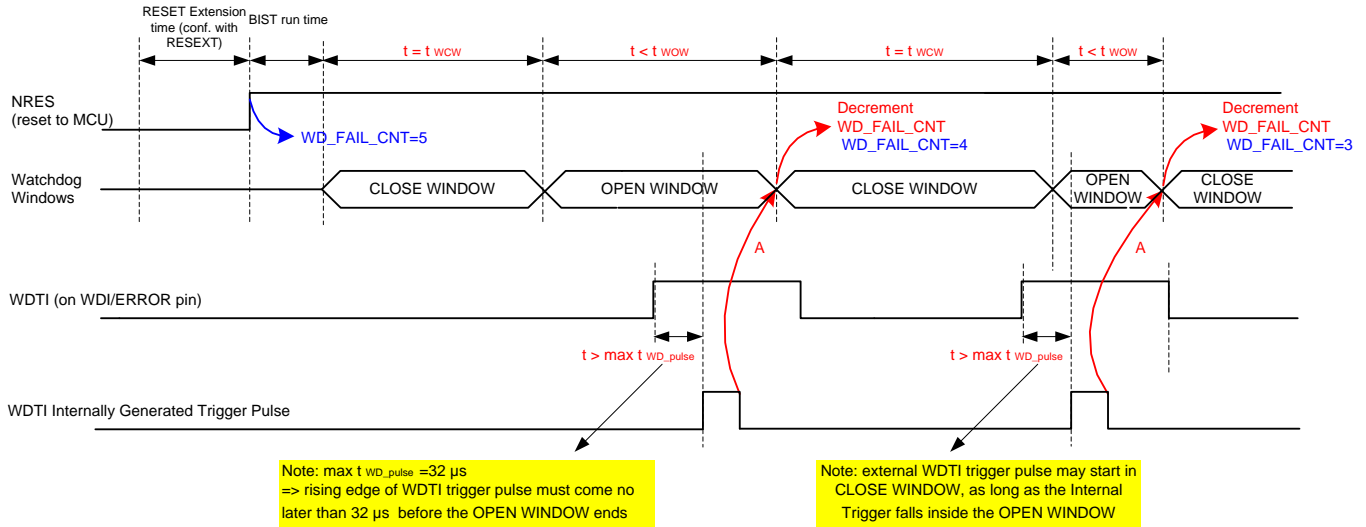 RESET Extension
time (conf. with
RESEXT)
BIST run time
t = t WCW
t < t WOW
t = t WCW
t < t WOW
NRES
(reset to MCU)
WD_FAIL_CNT=5
Decrement
WD_FAIL_CNT
WD_FAIL_CNT=4
Decrement
WD_FAIL_CNT
WD_FAIL_CNT=3
Watchdog
Windows
CLOSE WINDOW
OPEN WINDOW
CLOSE WINDOW
OPEN
WINDOW
CLOSE
WINDOW
A
A
WDTI (on WDI/ERROR pin)
t > max t WD_pulse
t > max t WD_pulse
WDTI Internally Generated Trigger Pulse
Note: max t WD_pulse =32 µs
=> rising edge of WDTI trigger pulse must come no
later than 32 µs before the OPEN WINDOW ends
Note: external WDTI trigger pulse may start in
CLOSE WINDOW, as long as the Internal
Trigger falls inside the OPEN WINDOW